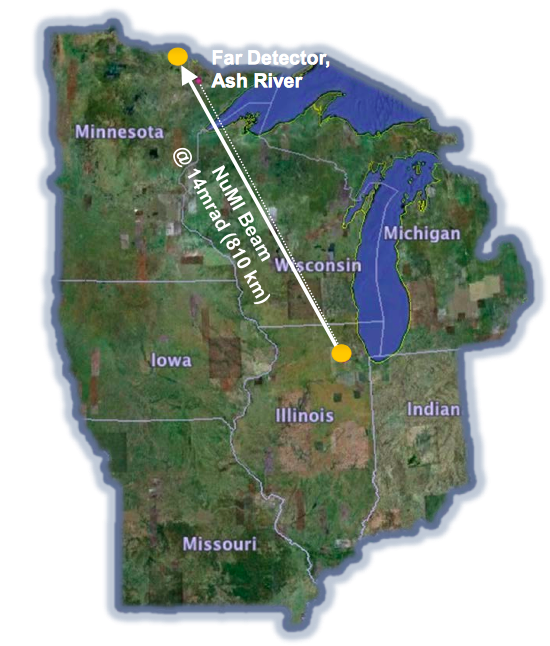 Far Detector,
Ash River
Minnesota
NuMI Beam
@ 14mrad (810 km)
Michigan
Wisconsin
Iowa
Illinois
Indian
Missouri